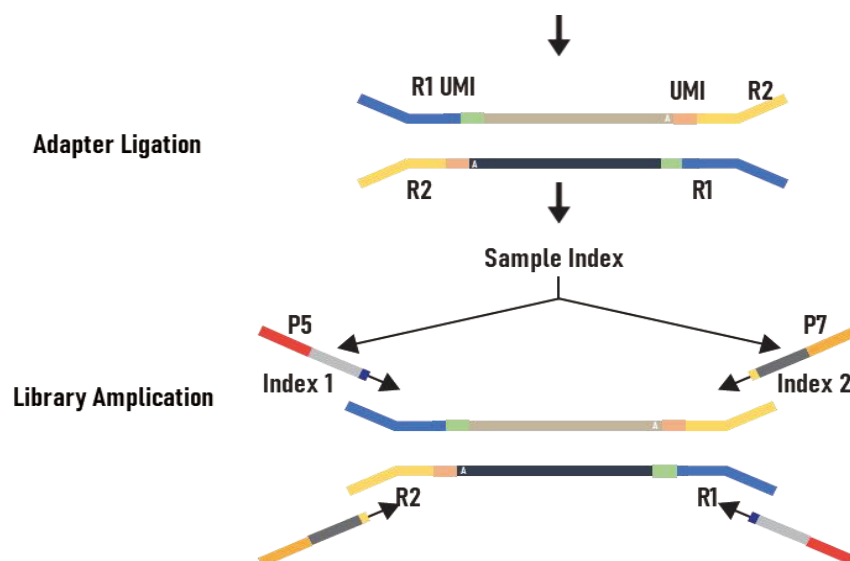 R1 UMI
UMI
R2
A
Adapter Ligation
A
R2
R1
Sample Index
P5
P7
Index 1
Index 2
Library Amplication
A
A
R2
R1